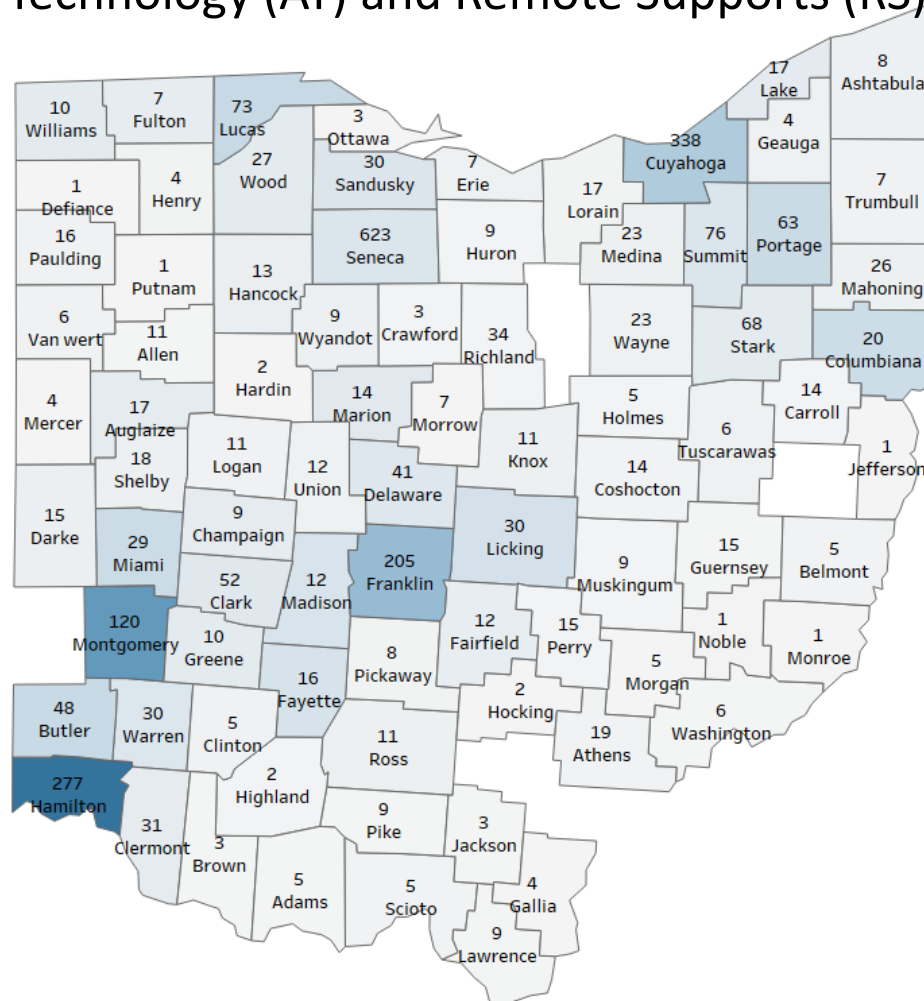 Technology (AT) and Remote Supports (RS)
8
Ashtabula
17
Lake
4
Geauga
10
Williams
7
Fulton
73
Lucas
3
Ottawa
338
Cuyahoga
27
Wood
30
Sandusky
7
Erie
17
Lorain
7
Trumbull
1
Defiance
4
Henry
63
Portage
16
Paulding
623
Seneca
9
Huron
23
Medina
76
Summit
1
Putnam
13
Hancock
26
Mahoning
6
Van wert
11
Allen
9
Wyandot
3
Crawford
34
Richland
23
Wayne
68
Stark
20
Columbiana
2
Hardin
4
Mercer
17
Auglaize
14
Marion
7
Morrow
5
Holmes
14
Carroll
6
Tuscarawas
11
Logan
11
Knox
1
Jefferson
18
Shelby
12
Union
41
Delaware
14
Coshocton
15
Darke
9
Champaign
30
Licking
29
Miami
205
Franklin
9
Muskingum
15
Guernsey
5
Belmont
52
Clark
12
Madison
120
Montgomery
10
Greene
12
Fairfield
15
Perry
1
Noble
1
Monroe
8
Pickaway
5
Morgan
16
Fayette
2
Hocking
48
Butler
30
Warren
5
Clinton
6
Washington
11
Ross
19
Athens
277
Hamilton
2
Highland
31
Clermont
3
Brown
9
Pike
3
Jackson
5
Adams
5
Scioto
4
Gallia
9
Lawrence